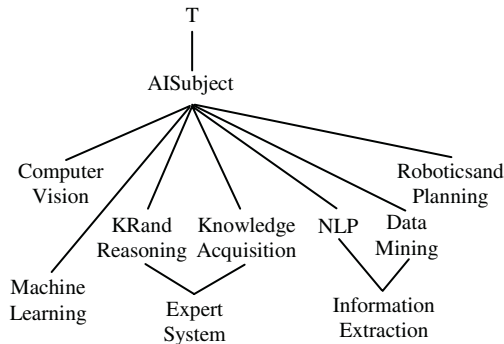 T
AISubject
Computer
Vision
Roboticsand
Planning
KRand
Reasoning
Knowledge
Acquisition
NLP
Data
Mining
Machine
Learning
Expert
System
Information
Extraction